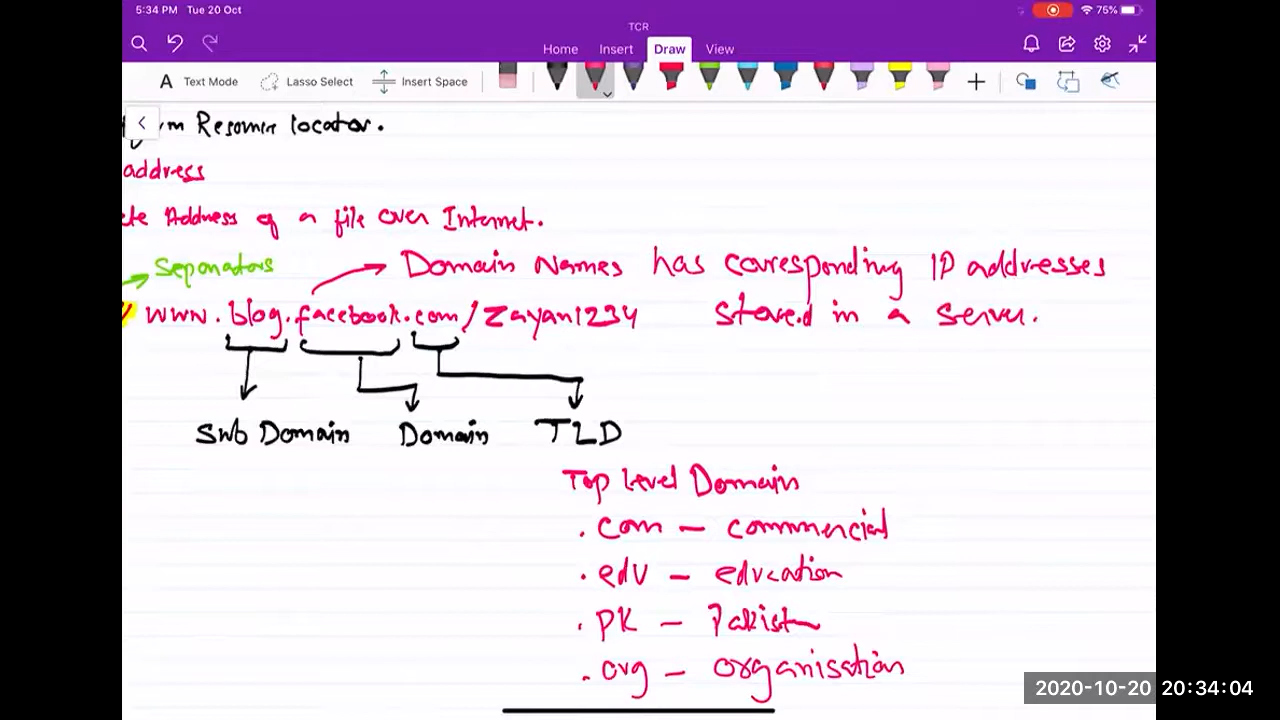 5:34 PM Tue 20 Oct
75%
TCR
Home Insert Draw View
A Text Mode Lasso Select Insert Space
rm Resource locator.
address
ete Address of a file over Internet.
Separators
Domain Names has corresponding IP addresses
www.blog.facebook.com/Zayan1234 stored in a server.
Sub Domain Domain TLD
Top Level Domain
.com – commercial
.edu – education
.PK – Pakistan
.org – organisation
2020-10-20 20:34:04